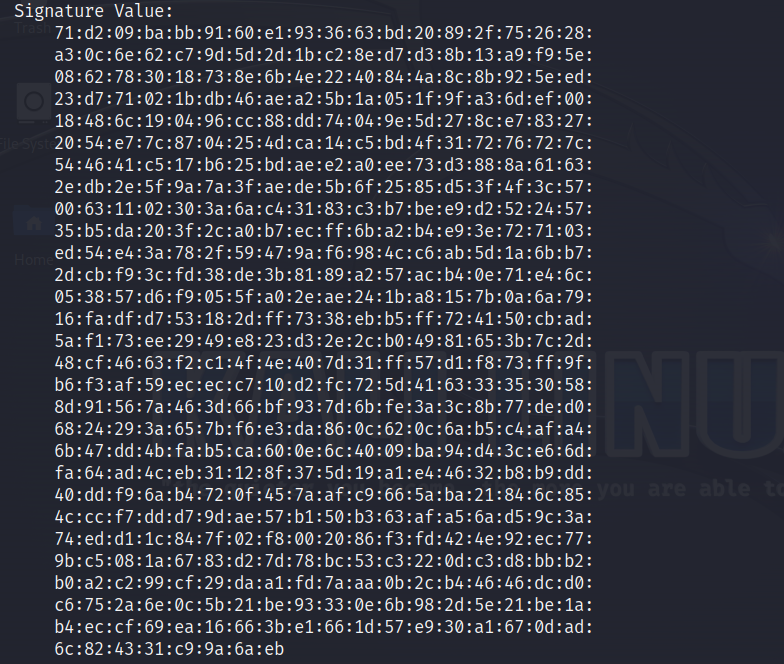 Signature Value:
71:d2:09:ba:bb:91:60:e1:93:36:63:bd:20:89:2f:75:26:28:
a3:0c:6e:62:c7:9d:5d:2d:1b:c2:8e:d7:d3:8b:13:a9:f9:5e:
08:62:78:30:18:73:8e:6b:4e:22:40:84:4a:8c:8b:92:5e:ed:
23:d7:71:02:1b:db:46:ae:a2:5b:1a:05:1f:9f:a3:6d:ef:00:
18:48:6c:19:04:96:cc:88:dd:74:04:9e:5d:27:8c:e7:83:27:
20:54:e7:7c:87:04:25:4d:ca:14:c5:bd:4f:31:72:76:72:7c:
54:46:41:c5:17:b6:25:bd:ae:e2:a0:ee:73:d3:88:8a:61:63:
2e:db:2e:5f:9a:7a:3f:ae:de:5b:6f:25:85:d5:3f:4f:3c:57:
00:63:11:02:30:3a:6a:c4:31:83:c3:b7:be:e9:d2:52:24:57:
35:b5:da:20:3f:2c:a0:b7:ec:ff:6b:a2:b4:e9:3e:72:71:03:
ed:54:e4:3a:78:2f:59:47:9a:f6:98:4c:c6:ab:5d:1a:6b:b7:
2d:cb:f9:3c:fd:38:de:3b:81:89:a2:57:ac:b4:0e:71:e4:6c:
05:38:57:d6:f9:05:5f:a0:2e:ae:24:1b:a8:15:7b:0a:6a:79:
16:fa:df:d7:53:18:2d:ff:73:38:eb:b5:ff:72:41:50:cb:ad:
5a:f1:73:ee:29:49:e8:23:d3:2e:2c:b0:49:81:65:3b:7c:2d:
48:cf:46:63:f2:c1:4f:4e:40:7d:31:ff:57:d1:f8:73:ff:9f:
b6:f3:af:59:ec:ec:c7:10:d2:fc:72:5d:41:63:33:35:30:58:
8d:91:56:7a:46:3d:66:bf:93:7d:6b:fe:3a:3c:8b:77:de:d0:
68:24:29:3a:65:7b:f6:e3:da:86:0c:62:0c:6a:b5:c4:af:a4:
6b:47:dd:4b:fa:b5:ca:60:0e:6c:40:09:ba:94:d4:3c:e6:6d:
fa:64:ad:4c:eb:31:12:8f:37:5d:19:a1:e4:46:32:b8:b9:dd:
40:dd:f9:6a:b4:72:0f:45:7a:af:c9:66:5a:ba:21:84:6c:85:
4c:cc:f7:dd:d7:9d:ae:57:b1:50:b3:63:af:a5:6a:d5:9c:3a:
74:ed:d1:1c:84:7f:02:f8:00:20:86:f3:fd:42:4e:92:ec:77:
9b:c5:08:1a:67:83:d2:7d:78:bc:53:c3:22:0d:c3:d8:bb:b2:
b0:a2:c2:99:cf:29:da:a1:fd:7a:aa:0b:2c:b4:46:46:dc:d0:
c6:75:2a:6e:0c:5b:21:be:93:33:0e:6b:98:2d:5e:21:be:1a:
b4:ec:cf:69:ea:16:66:3b:e1:66:1d:57:e9:30:a1:67:0d:ad:
6c:82:43:31:c9:9a:6a:eb
Trash
File System
Home
you are able to